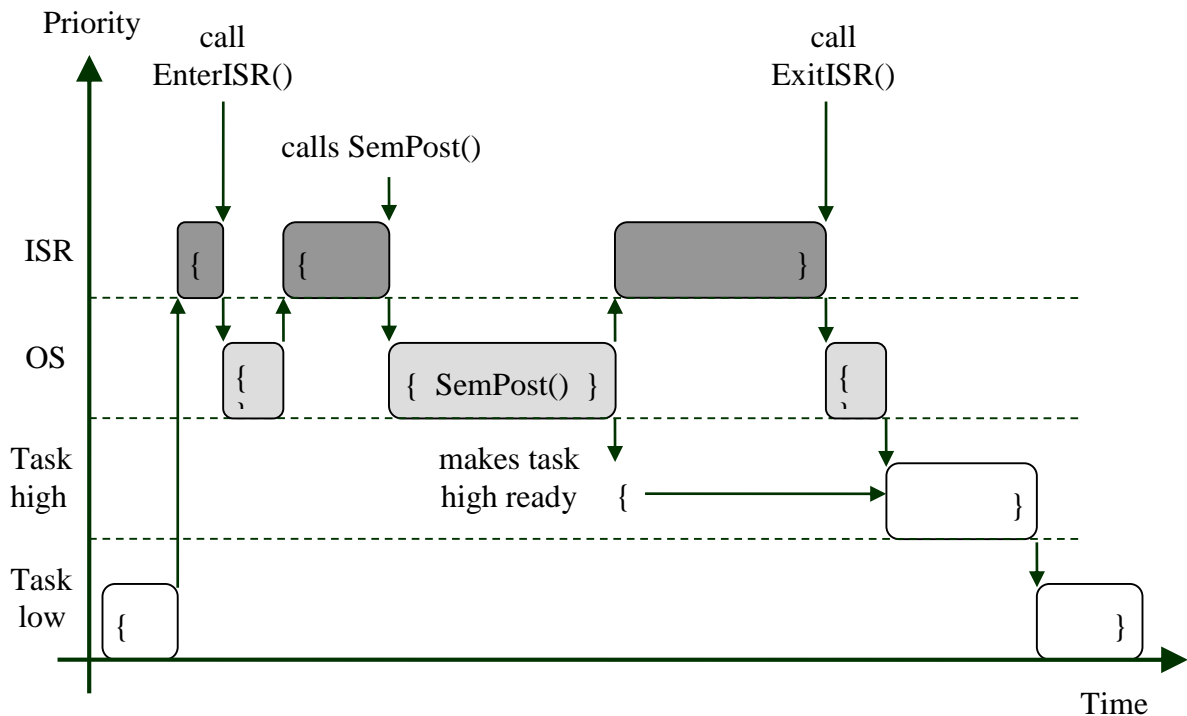 Priority
call
EnterISR()
call
ExitISR()
calls SemPost()
ISR
{
{
}
OS
{
}
{ SemPost() }
{
}
Task
high
makes task
high ready
{
}
Task
low
{
}
Time